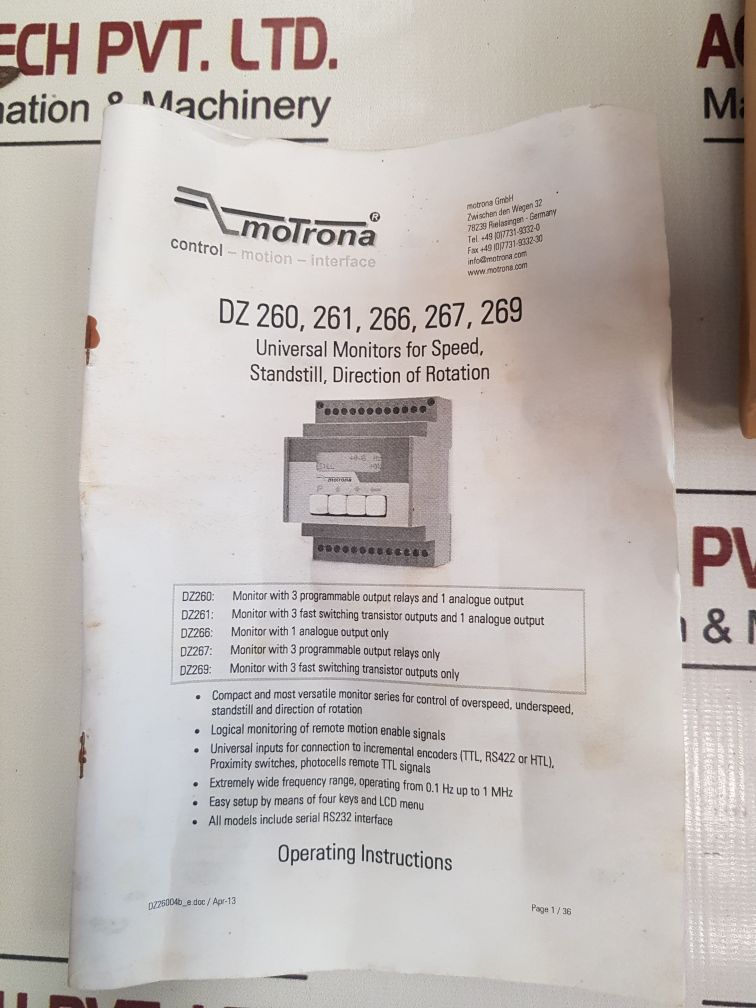 ECH PVT. LTD.
& Machinery
motrona®
control – motion – interface
motrona GmbH
Zwischen den Wegen 32
78239 Rielasingen - Germany
Tel. +49 (0)7731-9332-0
Fax +49 (0)7731-9332-30
info@motrona.com
www.motrona.com
DZ 260, 261, 266, 267, 269
Universal Monitors for Speed,
Standstill, Direction of Rotation
motrona
DZ260: Monitor with 3 programmable output relays and 1 analogue output
DZ261: Monitor with 3 fast switching transistor outputs and 1 analogue output
DZ266: Monitor with 1 analogue output only
DZ267: Monitor with 3 programmable output relays only
DZ269: Monitor with 3 fast switching transistor outputs only
• Compact and most versatile monitor series for control of overspeed, underspeed,
standstill and direction of rotation
• Logical monitoring of remote motion enable signals
• Universal inputs for connection to incremental encoders (TTL, RS422 or HTL),
Proximity switches, photocells remote TTL signals
• Extremely wide frequency range, operating from 0.1 Hz up to 1 MHz
• Easy setup by means of four keys and LCD menu
• All models include serial RS232 interface
Operating Instructions
DZ26004b_e.doc / Apr-13
Page 1 / 36
PV
&